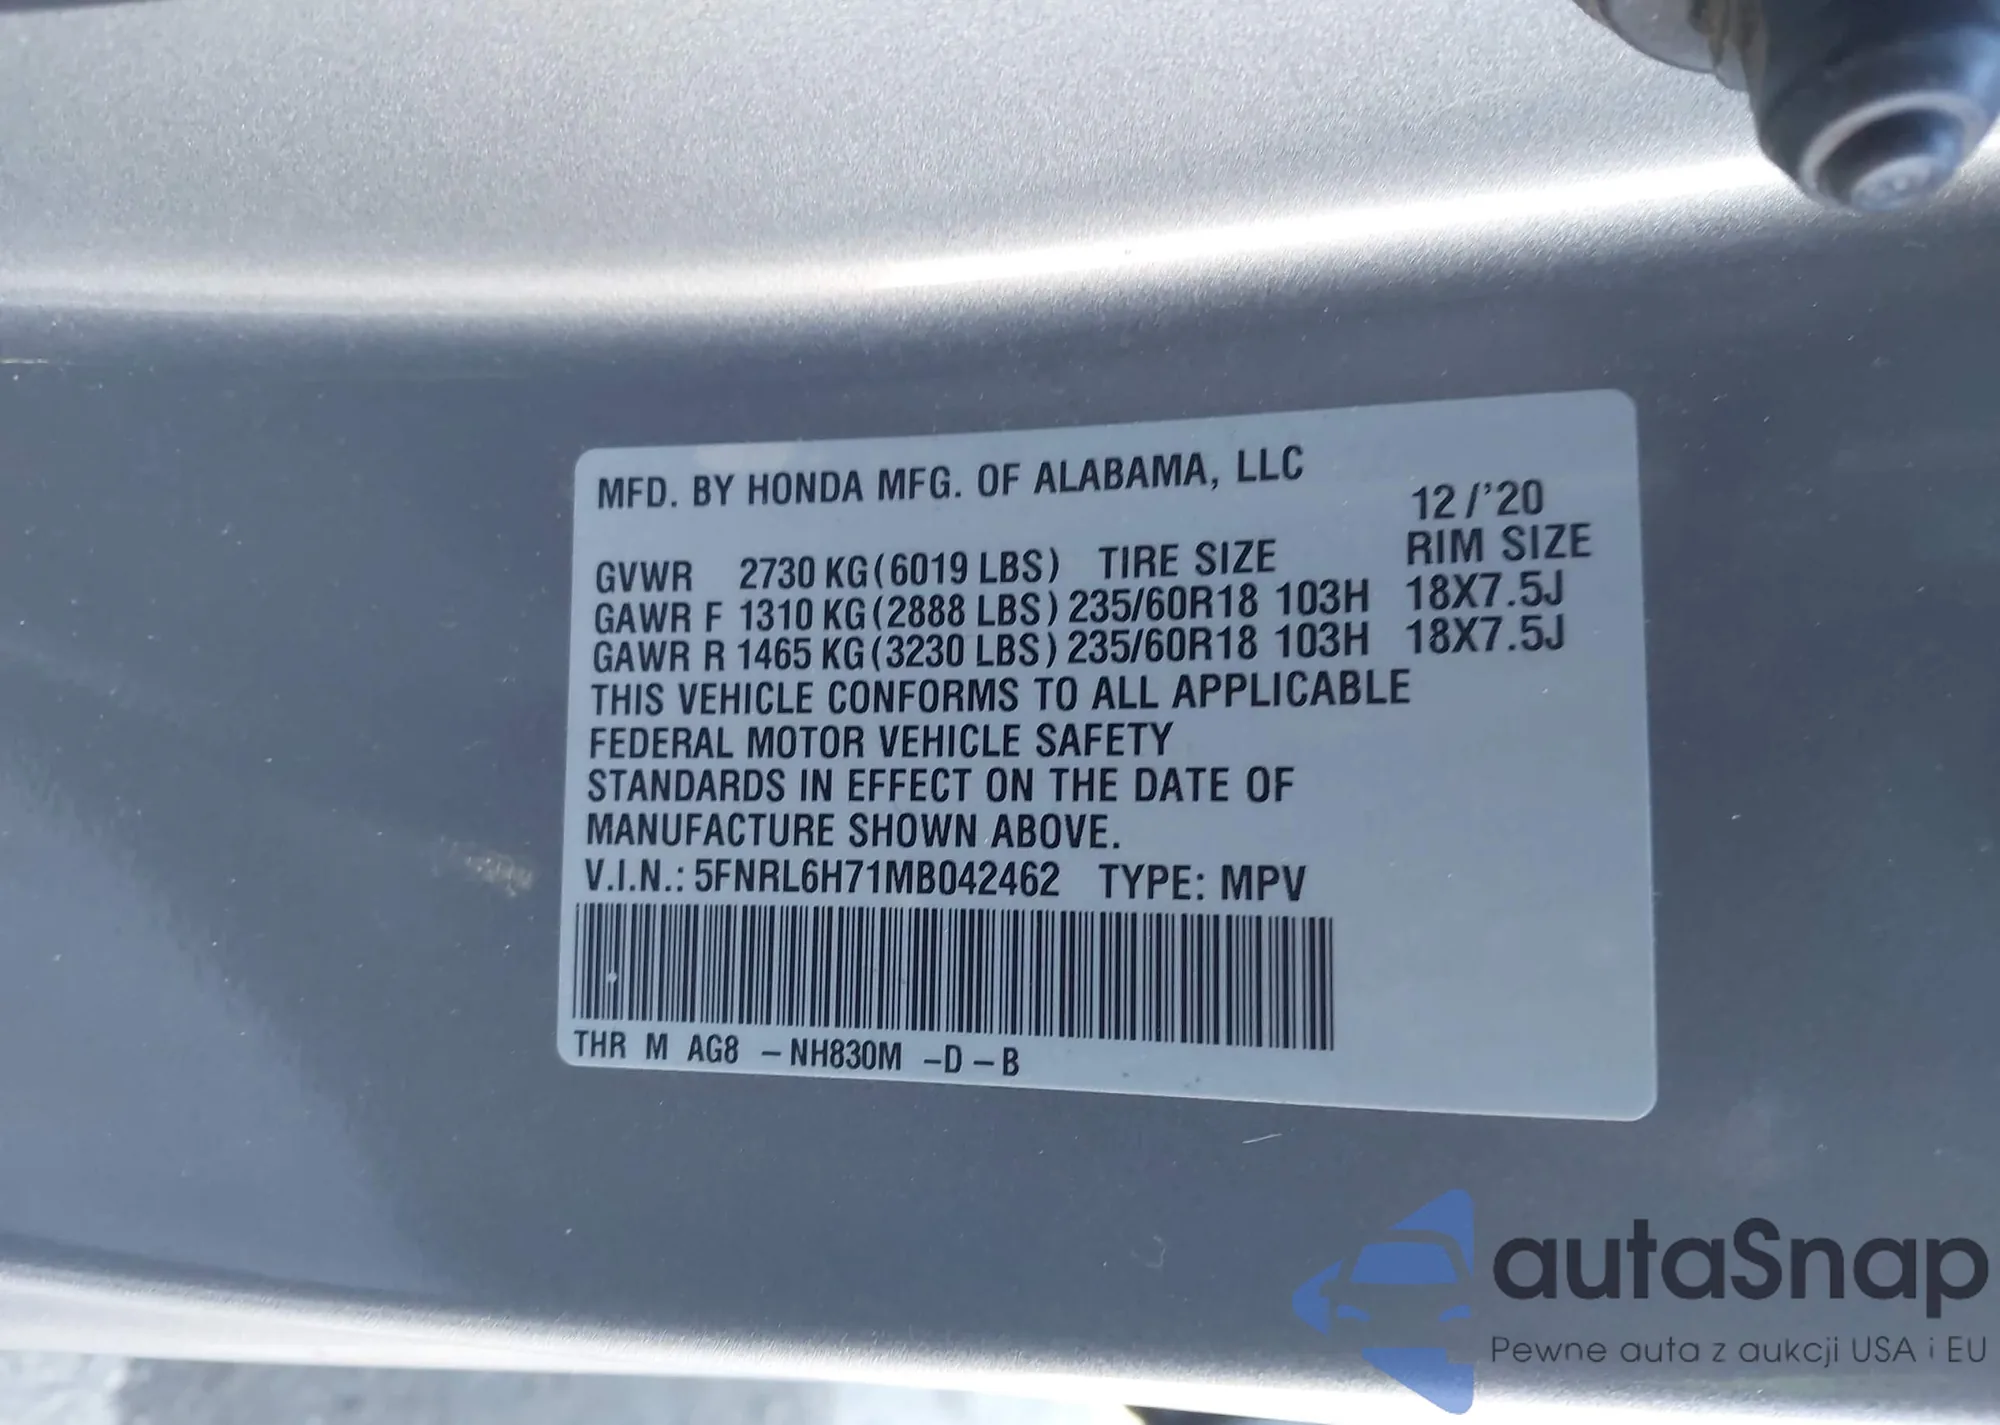 MFD. BY HONDA MFG. OF ALABAMA, LLC
12 /'20
GVWR 2730 KG (6019 LBS) TIRE SIZE RIM SIZE
GAWR F 1310 KG (2888 LBS) 235/60R18 103H 18X7.5J
GAWR R 1465 KG (3230 LBS) 235/60R18 103H 18X7.5J
THIS VEHICLE CONFORMS TO ALL APPLICABLE
FEDERAL MOTOR VEHICLE SAFETY
STANDARDS IN EFFECT ON THE DATE OF
MANUFACTURE SHOWN ABOVE.
V.I.N.: 5FNRL6H71MB042462 TYPE: MPV
THR M AG8 -NH830M -D -B
autaSnap
Pewne auta z aukcji USA i EU